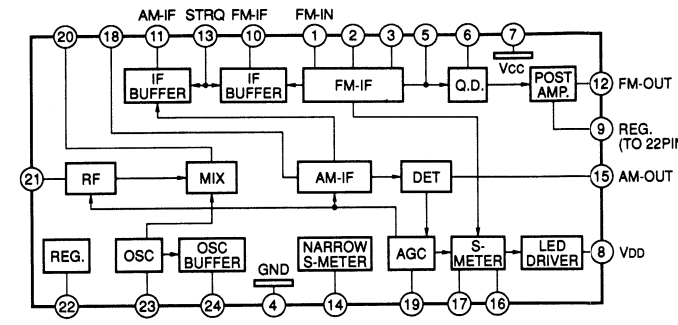 AM-IF STRQ FM-IF FM-IN
20 18 11 13 10 1 2 3 5 6 7
VCC
IF BUFFER
IF BUFFER
FM-IF
Q.D.
POST AMP.
12 FM-OUT
9 REG.
(TO 22PIN
21 RF MIX AM-IF DET 15 AM-OUT
REG.
OSC
OSC BUFFER
GND
NARROW S-METER
AGC
S-METER
LED DRIVER
8 VDD
22 23 24 4 14 19 17 16